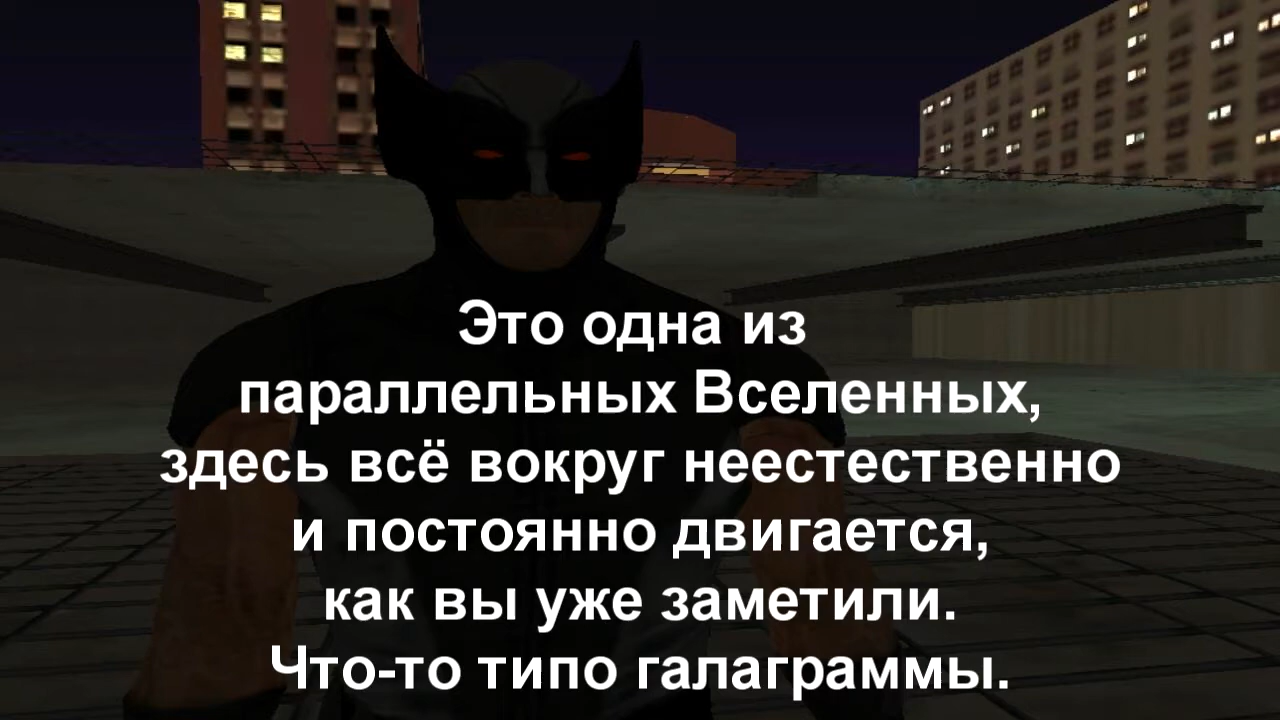 Это одна из
параллельных Вселенных,
здесь всё вокруг неестественно
и постоянно двигается,
как вы уже заметили.
Что-то типо галаграммы.